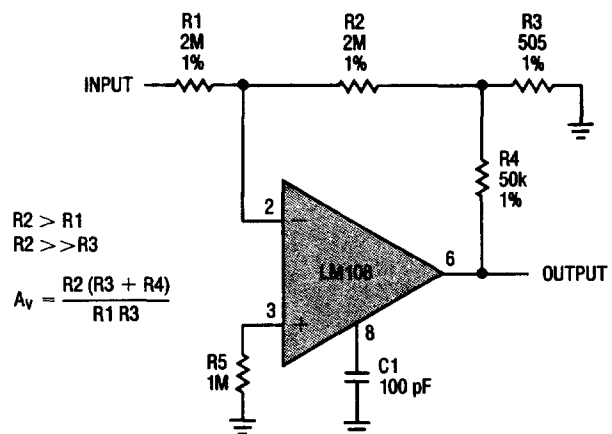 R1
2M
1%
R2
2M
1%
R3
505
1%
INPUT
R4
50k
1%
2
−
6
LM108
OUTPUT
R2 > R1
R2 >>R3
Av = R2 (R3 + R4)
R1 R3
3
+
8
R5
1M
C1
100 pF